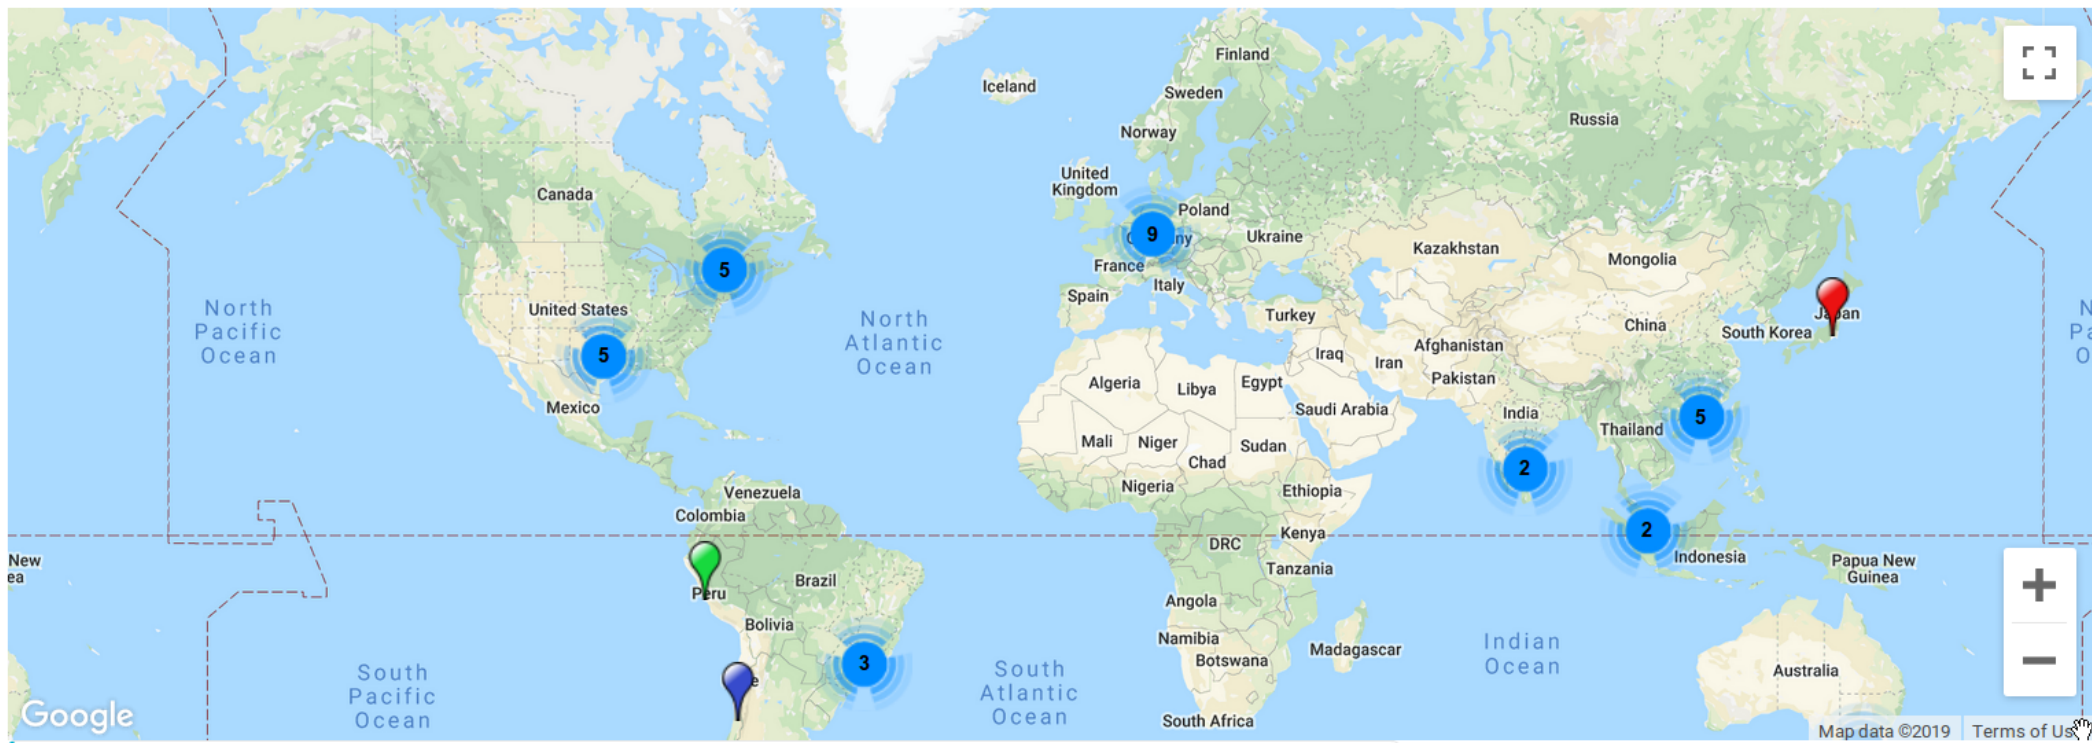 Finland
Iceland
Sweden
Russia
Norway
United
Kingdom
Canada
Poland
9
Ukraine
Kazakhstan
Mongolia
5
France
Italy
Spain
North
Pacific
Ocean
United States
North
Atlantic
Ocean
Turkey
Japan
China
South Korea
5
Iraq
Iran
Afghanistan
Pakistan
Algeria
Libya
Egypt
Saudi Arabia
Mexico
India
Thailand
5
Mali
Niger
Chad
Sudan
2
Nigeria
Ethiopia
Venezuela
Colombia
DRC
Kenya
2
Indonesia
Tanzania
Papua New
Guinea
New
ea
Peru
Brazil
Angola
Bolivia
Namibia
Botswana
Madagascar
Indian
Ocean
3
Australia
South
Pacific
Ocean
South
Atlantic
Ocean
South Africa
N
Pa
O
Google
Map data ©2019
Terms of Us